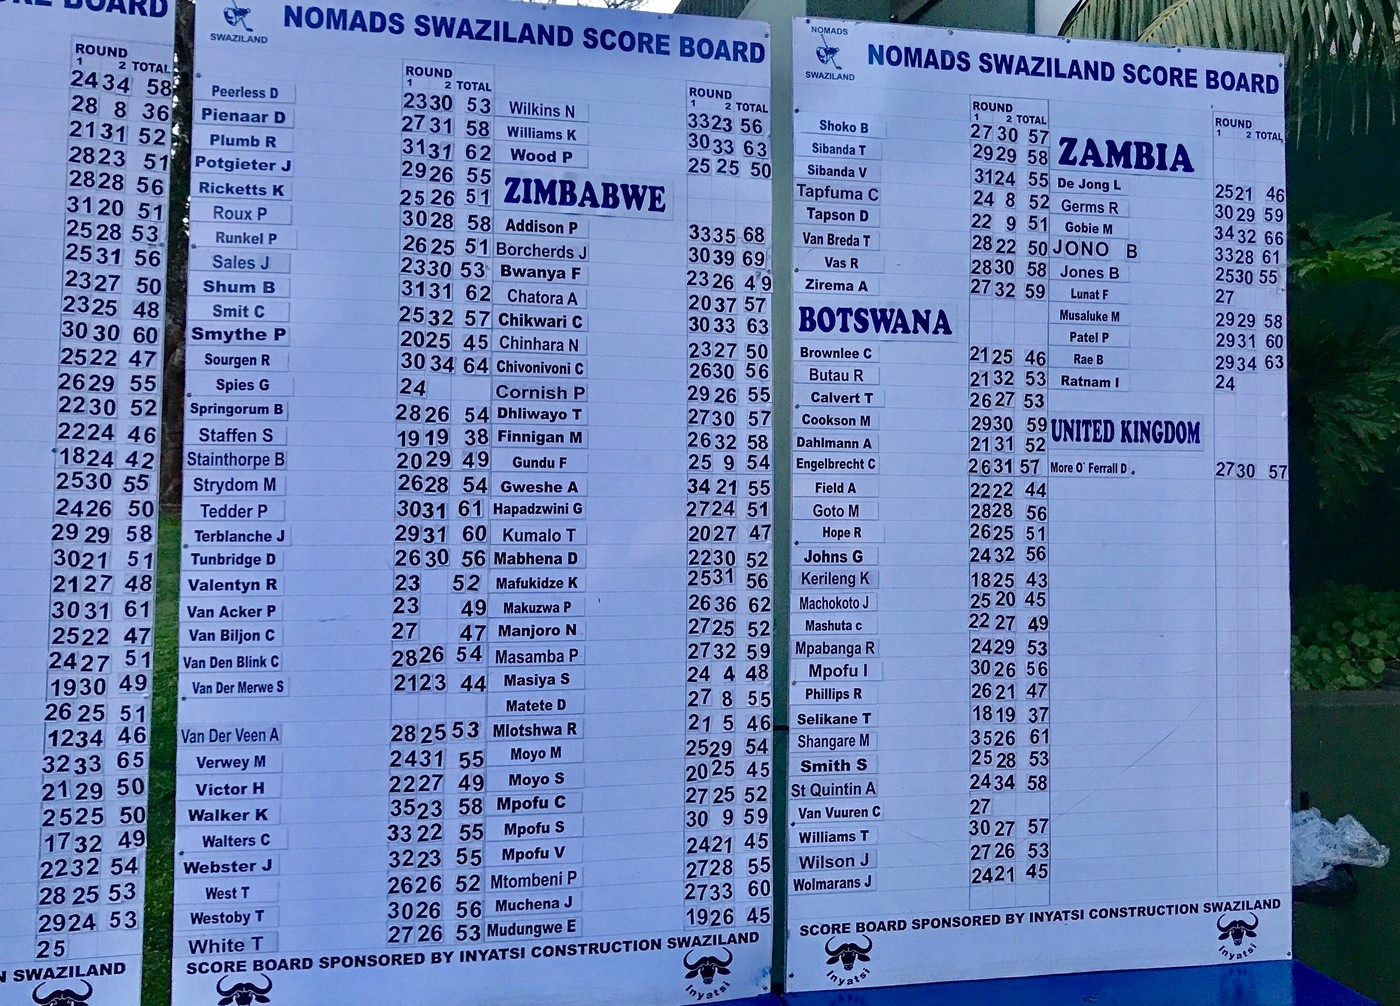 RE BOARD
ROUND
1 2 TOTAL
24 34 58
28 8 36
21 31 52
28 23 51
28 28 56
31 20 51
25 28 53
25 31 56
23 27 50
23 25 48
30 30 60
25 22 47
26 29 55
22 30 52
22 24 46
18 24 42
25 30 55
24 26 50
29 29 58
30 21 51
21 27 48
30 31 61
25 22 47
24 27 51
19 30 49
26 25 51
12 34 46
32 33 65
21 29 50
25 25 50
17 32 49
22 32 54
28 25 53
29 24 53
25
N SWAZILAND
SWAZILAND
NOMADS SWAZILAND SCORE BOARD
ROUND
1 2 TOTAL
Peerless D 23 30 53
Pienaar D 27 31 58
Plumb R 31 31 62
Potgieter J 29 26 55
Ricketts K 25 26 51
Roux P 30 28 58
Runkel P 26 25 51
Sales J 23 30 53
Shum B 31 31 62
Smit C 25 32 57
Smythe P 20 25 45
Sourgen R 30 34 64
Spies G 24
Springorum B 28 26 54
Staffen S 19 19 38
Stainthorpe B 20 29 49
Strydom M 26 28 54
Tedder P 30 31 61
Terblanche J 29 31 60
Tunbridge D 26 30 56
Valentyn R 23 52
Van Acker P 23 49
Van Biljon C 27 47
Van Den Blink C 28 26 54
Van Der Merwe S 21 23 44
Van Der Veen A 28 25 53
Verwey M 24 31 55
Victor H 22 27 49
Walker K 35 23 58
Walters C 33 22 55
Webster J 32 23 55
West T 26 26 52
Westoby T 30 26 56
White T 27 26 53
ROUND
1 2 TOTAL
Wilkins N 33 23 56
Williams K 30 33 63
Wood P 25 25 50
ZIMBABWE
Addison P 33 35 68
Borcherds J 30 39 69
Bwanya F 23 26 49
Chatora A 20 37 57
Chikwari C 30 33 63
Chinhara N 23 27 50
Chivonivoni C 26 30 56
Cornish P 29 26 55
Dhliwayo T 27 30 57
Finnigan M 26 32 58
Gundu F 25 9 54
Gweshe A 34 21 55
Hapadzwini G 27 24 51
Kumalo T 20 27 47
Mabhena D 22 30 52
Mafukidze K 25 31 56
Makuzwa P 26 36 62
Manjoro N 27 25 52
Masamba P 27 32 59
Masiya S 24 4 48
Matete D 27 8 55
Mlotshwa R 21 5 46
Moyo M 25 29 54
Moyo S 20 25 45
Mpofu C 27 25 52
Mpofu S 30 9 59
Mpofu V 24 21 45
Mtombeni P 27 28 55
Muchena J 27 33 60
Mudungwe E 19 26 45
SCORE BOARD SPONSORED BY INYATSI CONSTRUCTION SWAZILAND
Inyatsi
NOMADS
SWAZILAND
NOMADS SWAZILAND SCORE BOARD
ROUND
1 2 TOTAL
Shoko B 27 30 57
Sibanda T 29 29 58
Sibanda V 31 24 55
Tapfuma C 24 8 52
Tapson D 22 9 51
Van Breda T 28 22 50
Vas R 28 30 58
Zirema A 27 32 59
BOTSWANA
Brownlee C 21 25 46
Butau R 21 32 53
Calvert T 26 27 53
Cookson M 29 30 59
Dahlmann A 21 31 52
Engelbrecht C 26 31 57
Field A 22 22 44
Goto M 28 28 56
Hope R 26 25 51
Johns G 24 32 56
Kerileng K 18 25 43
Machokoto J 25 20 45
Mashuta c 22 27 49
Mpabanga R 24 29 53
Mpofu I 30 26 56
Phillips R 26 21 47
Selikane T 18 19 37
Shangare M 35 26 61
Smith S 25 28 53
St Quintin A 24 34 58
Van Vuuren C 27
Williams T 30 27 57
Wilson J 27 26 53
Wolmarans J 24 21 45
ROUND
1 2 TOTAL
ZAMBIA
De Jong L 25 21 46
Germs R 30 29 59
Gobie M 34 32 66
JONO B 33 28 61
Jones B 25 30 55
Lunat F 27
Musaluke M 29 29 58
Patel P 29 31 60
Rae B 29 34 63
Ratnam I 24
UNITED KINGDOM
More O' Ferrall D . 27 30 57
SCORE BOARD SPONSORED BY INYATSI CONSTRUCTION SWAZILAND
Inyatsi
Inyatsi